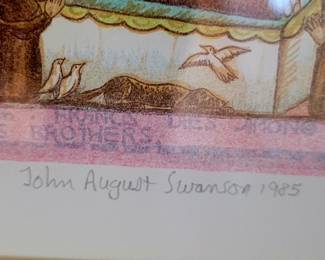 FRANCIS DIES AMONG
S BROTHERS
John August Swanson 1985